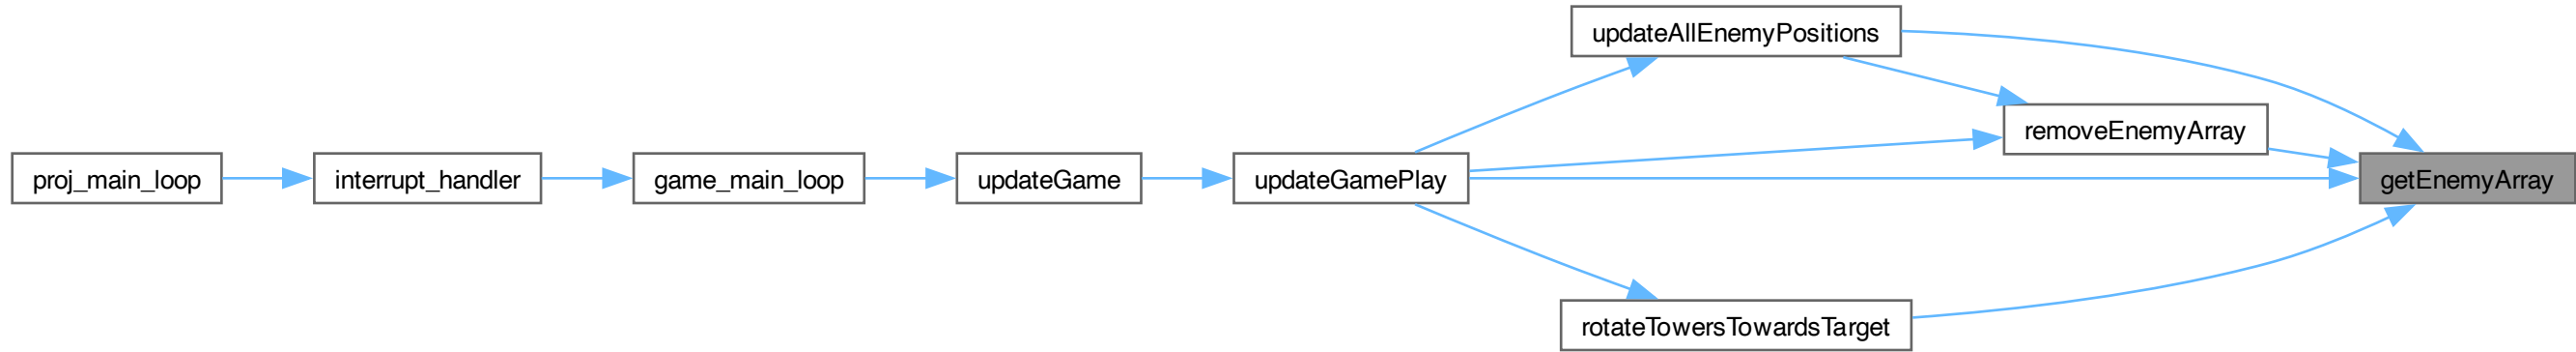 updateAllEnemyPositions
removeEnemyArray
proj_main_loop
interrupt_handler
game_main_loop
updateGame
updateGamePlay
getEnemyArray
rotateTowersTowardsTarget